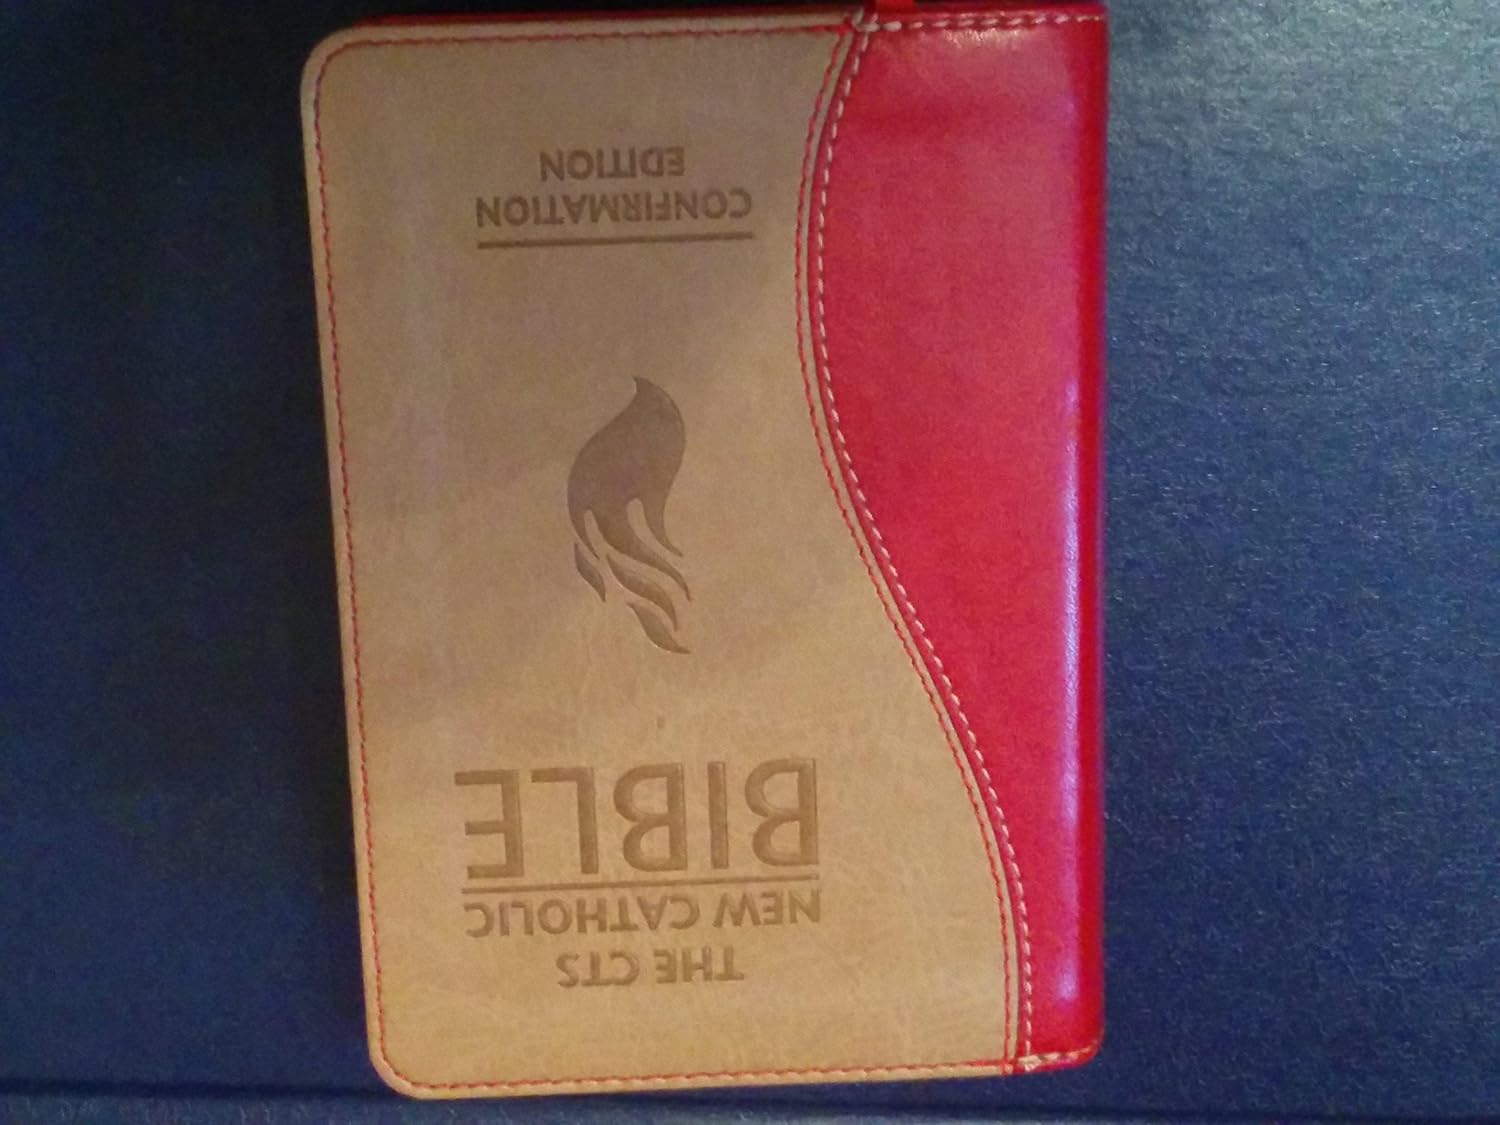 THE CTS
NEW CATHOLIC
BIBLE
CONFIRMATION
EDITION